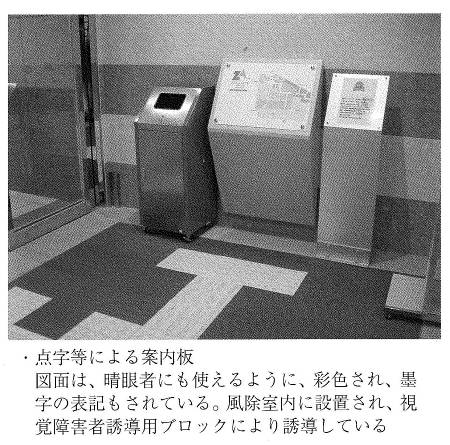 ・点字等による案内板
図面は、晴眼者にも使えるように、彩色され、墨
字の表記もされている。風除室内に設置され、視
覚障害者誘導用ブロックにより誘導している